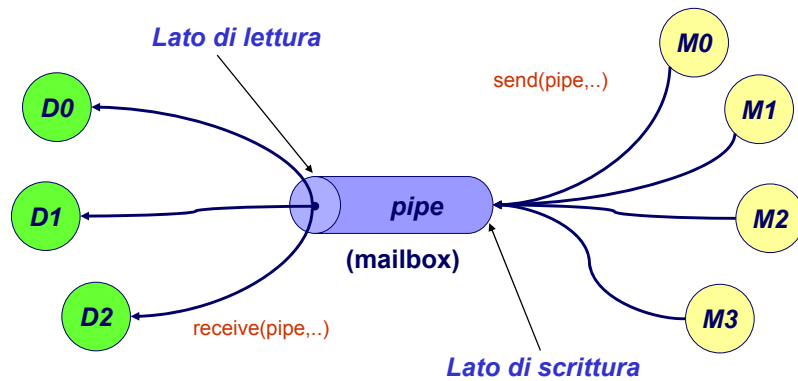 Lato di lettura
M0
send(pipe,..)
D0
M1
pipe
D1
M2
(mailbox)
D2
receive(pipe,..)
M3
Lato di scrittura